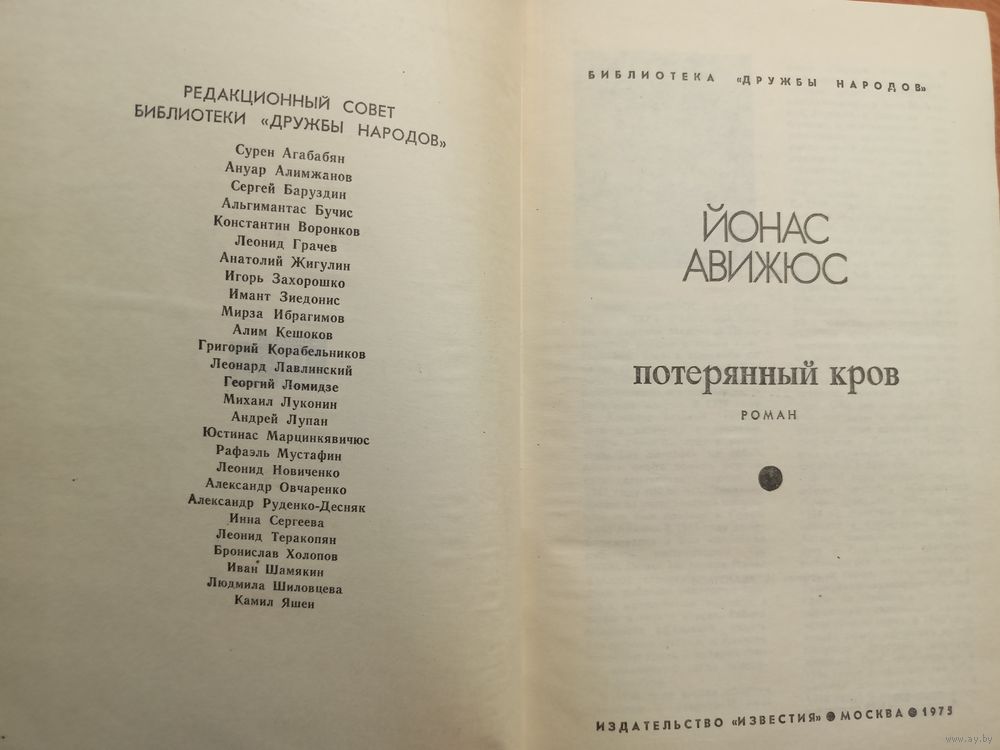 РЕДАКЦИОННЫЙ СОВЕТ
БИБЛИОТЕКИ «ДРУЖБЫ НАРОДОВ»
Сурен Агабабян
Ануар Алимжанов
Сергей Баруздин
Альгимантас Бучис
Константин Воронков
Леонид Грачев
Анатолий Жигулин
Игорь Захорошко
Имант Зиедонис
Мирза Ибрагимов
Алим Кешоков
Григорий Корабельников
Леонард Лавлинский
Георгий Ломидзе
Михаил Луконин
Андрей Лупан
Юстинас Марцинкявичюс
Рафаэль Мустафин
Леонид Новиченко
Александр Овчаренко
Александр Руденко-Десняк
Инна Сергеева
Леонид Теракопян
Бронислав Холопов
Иван Шамякин
Людмила Шиловцева
Камил Яшен
БИБЛИОТЕКА «ДРУЖБЫ НАРОДОВ»
ЙОНАС
АВИЖЮС
потерянный кров
РОМАН
ИЗДАТЕЛЬСТВО «ИЗВЕСТИЯ» ● МОСКВА ● 1975
www.ay.by